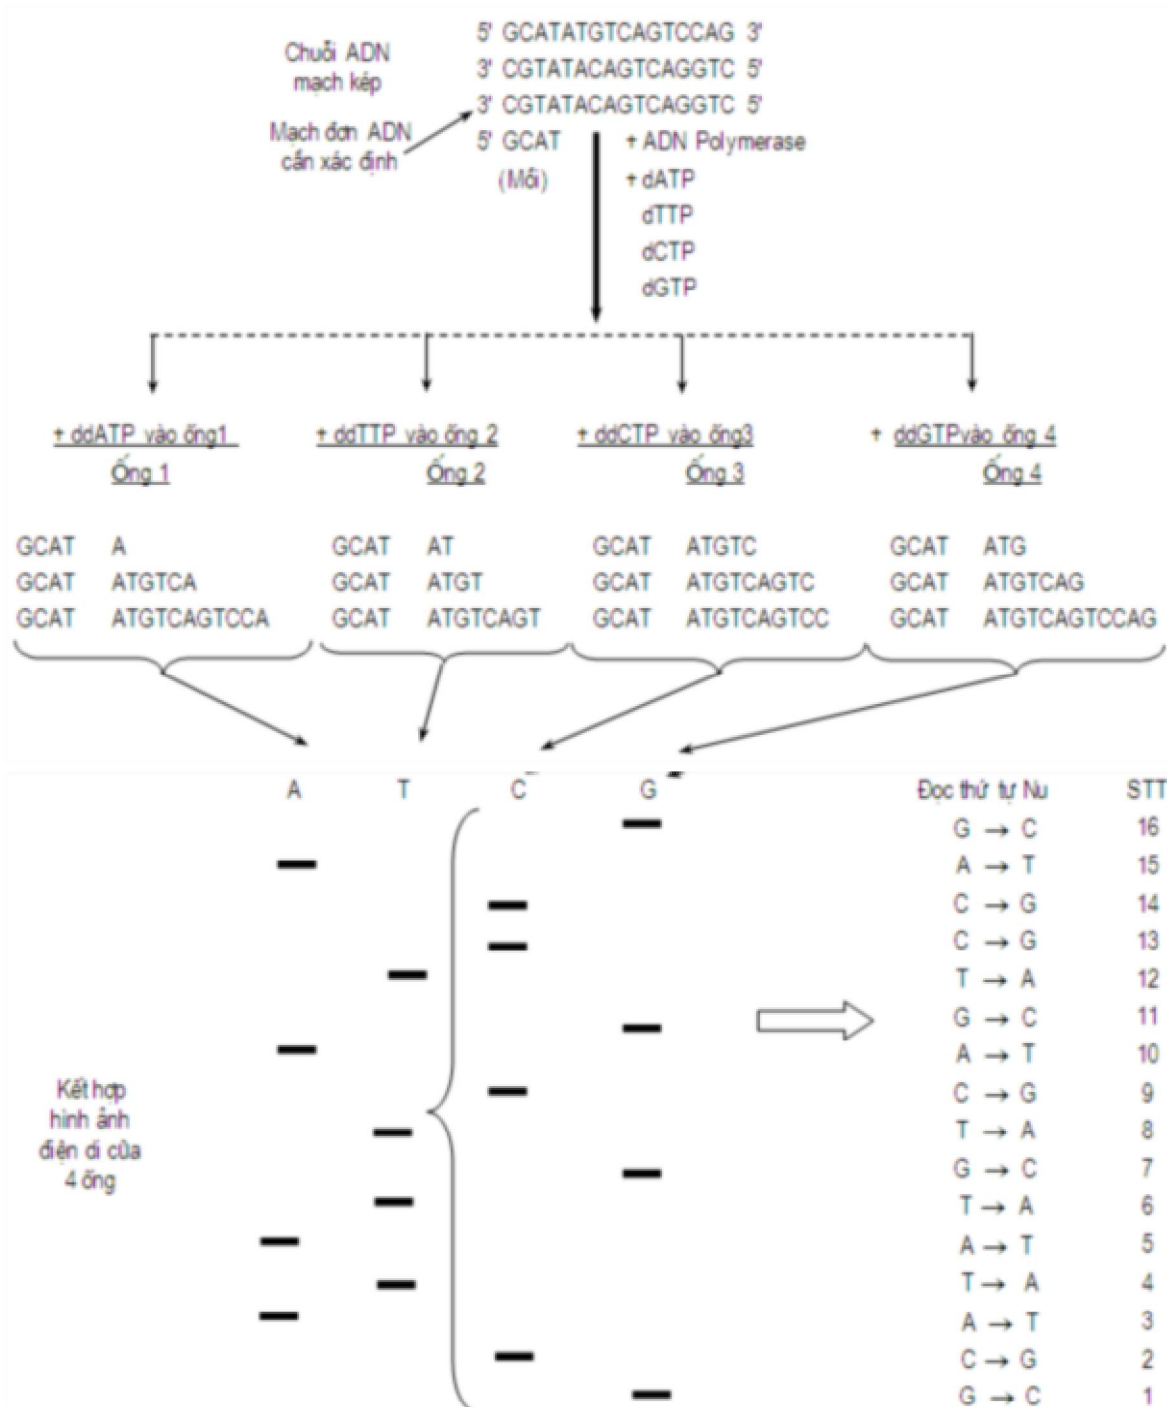 5' GCATATGTCAGTCCAG 3'
Chuỗi ADN
mạch kép
3' CGTATACAGTCAGGTC 5'
3' CGTATACAGTCAGGTC 5'
Mạch đơn ADN
cần xác định
5' GCAT
(Mồi)
+ ADN Polymerase
+ dATP
dTTP
dCTP
dGTP
+ ddATP vào ống1
Ống 1
+ ddTTP vào ống 2
Ống 2
+ ddCTP vào ống3
Ống 3
+ ddGTPvào ống 4
Ống 4
GCAT A
GCAT ATGTCA
GCAT ATGTCAGTCCA
GCAT AT
GCAT ATGT
GCAT ATGTCAGT
GCAT ATGTC
GCAT ATGTCAGTC
GCAT ATGTCAGTCC
GCAT ATG
GCAT ATGTCAG
GCAT ATGTCAGTCCAG
A T C G
Kết hợp
hình ảnh
điện di của
4 ống
Đọc thứ tự Nu STT
G → C 16
A → T 15
C → G 14
C → G 13
T → A 12
G → C 11
A → T 10
C → G 9
T → A 8
G → C 7
T → A 6
A → T 5
T → A 4
A → T 3
C → G 2
G → C 1